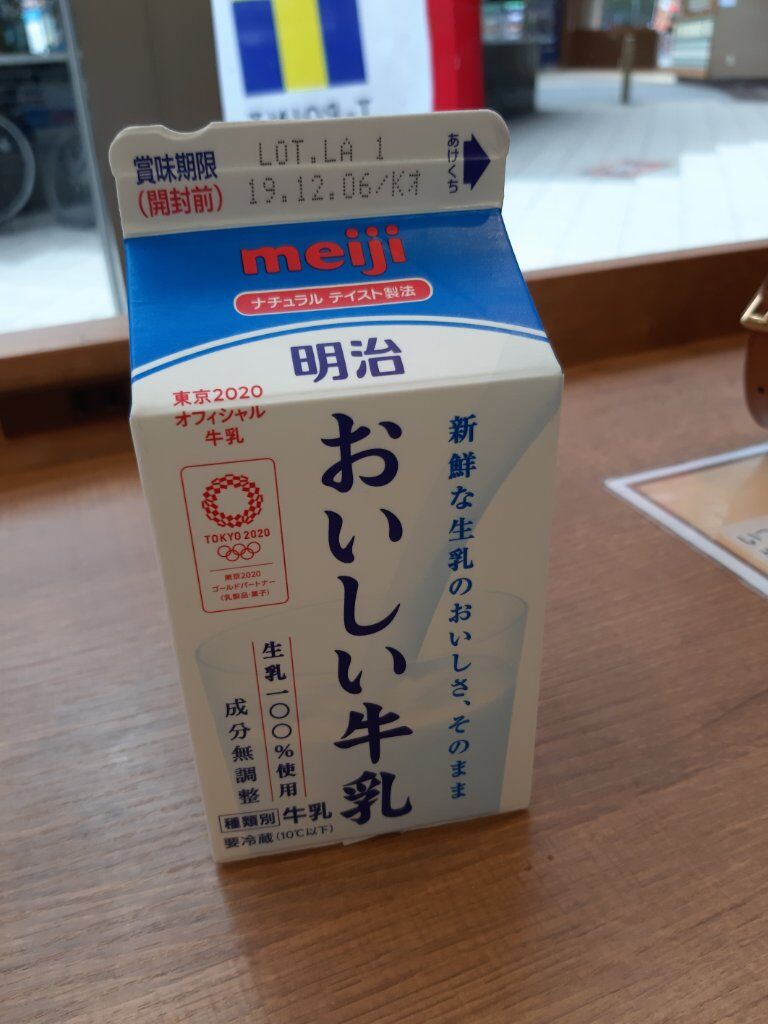 T-POINT
賞味期限
(開封前)
LOT.LA 1
19.12.06/Kオ
あけくち
meiji
ナチュラル テイスト製法
明治
東京2020
オフィシャル
牛乳
TOKYO 2020
東京2020
ゴールドパートナー
(乳製品・菓子)
おいしい牛乳
新鮮な生乳のおいしさ、そのまま
生乳一〇〇%使用
成分無調整
種類別 牛乳
要冷蔵(10℃以下)